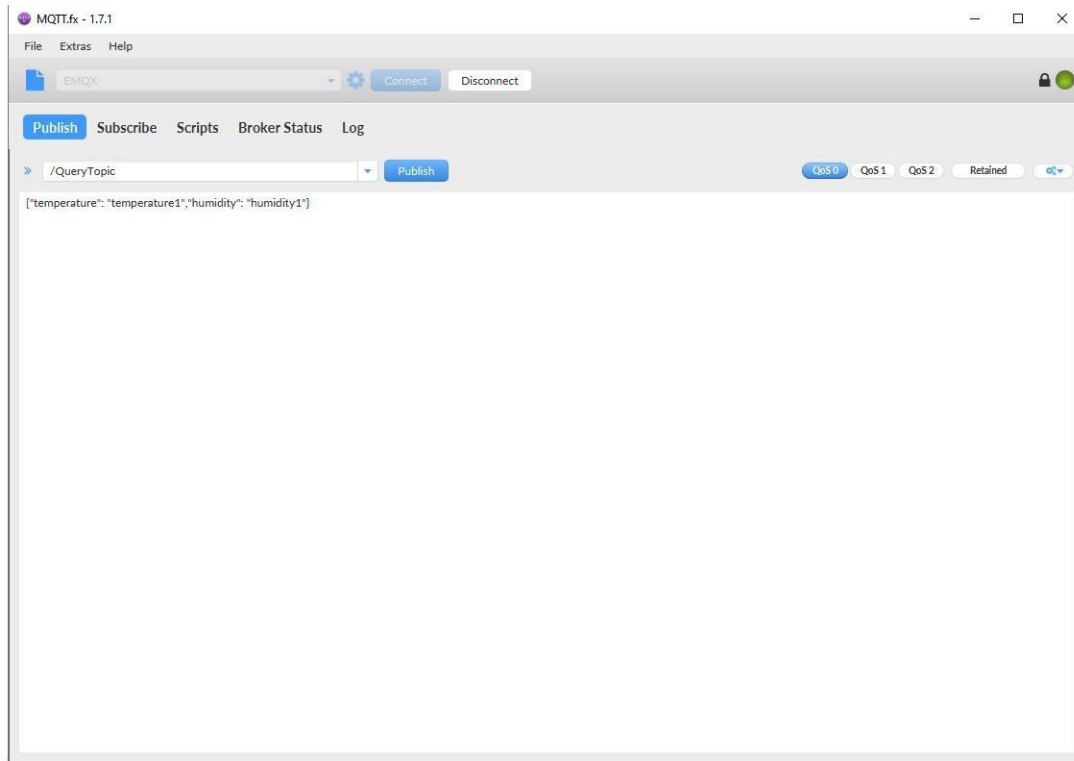 MQTT.fx - 1.7.1
File Extras Help
EMQX Connect Disconnect
Publish Subscribe Scripts Broker Status Log
/QueryTopic Publish QoS 0 QoS 1 QoS 2 Retained
{"temperature": "temperature1","humidity": "humidity1"}